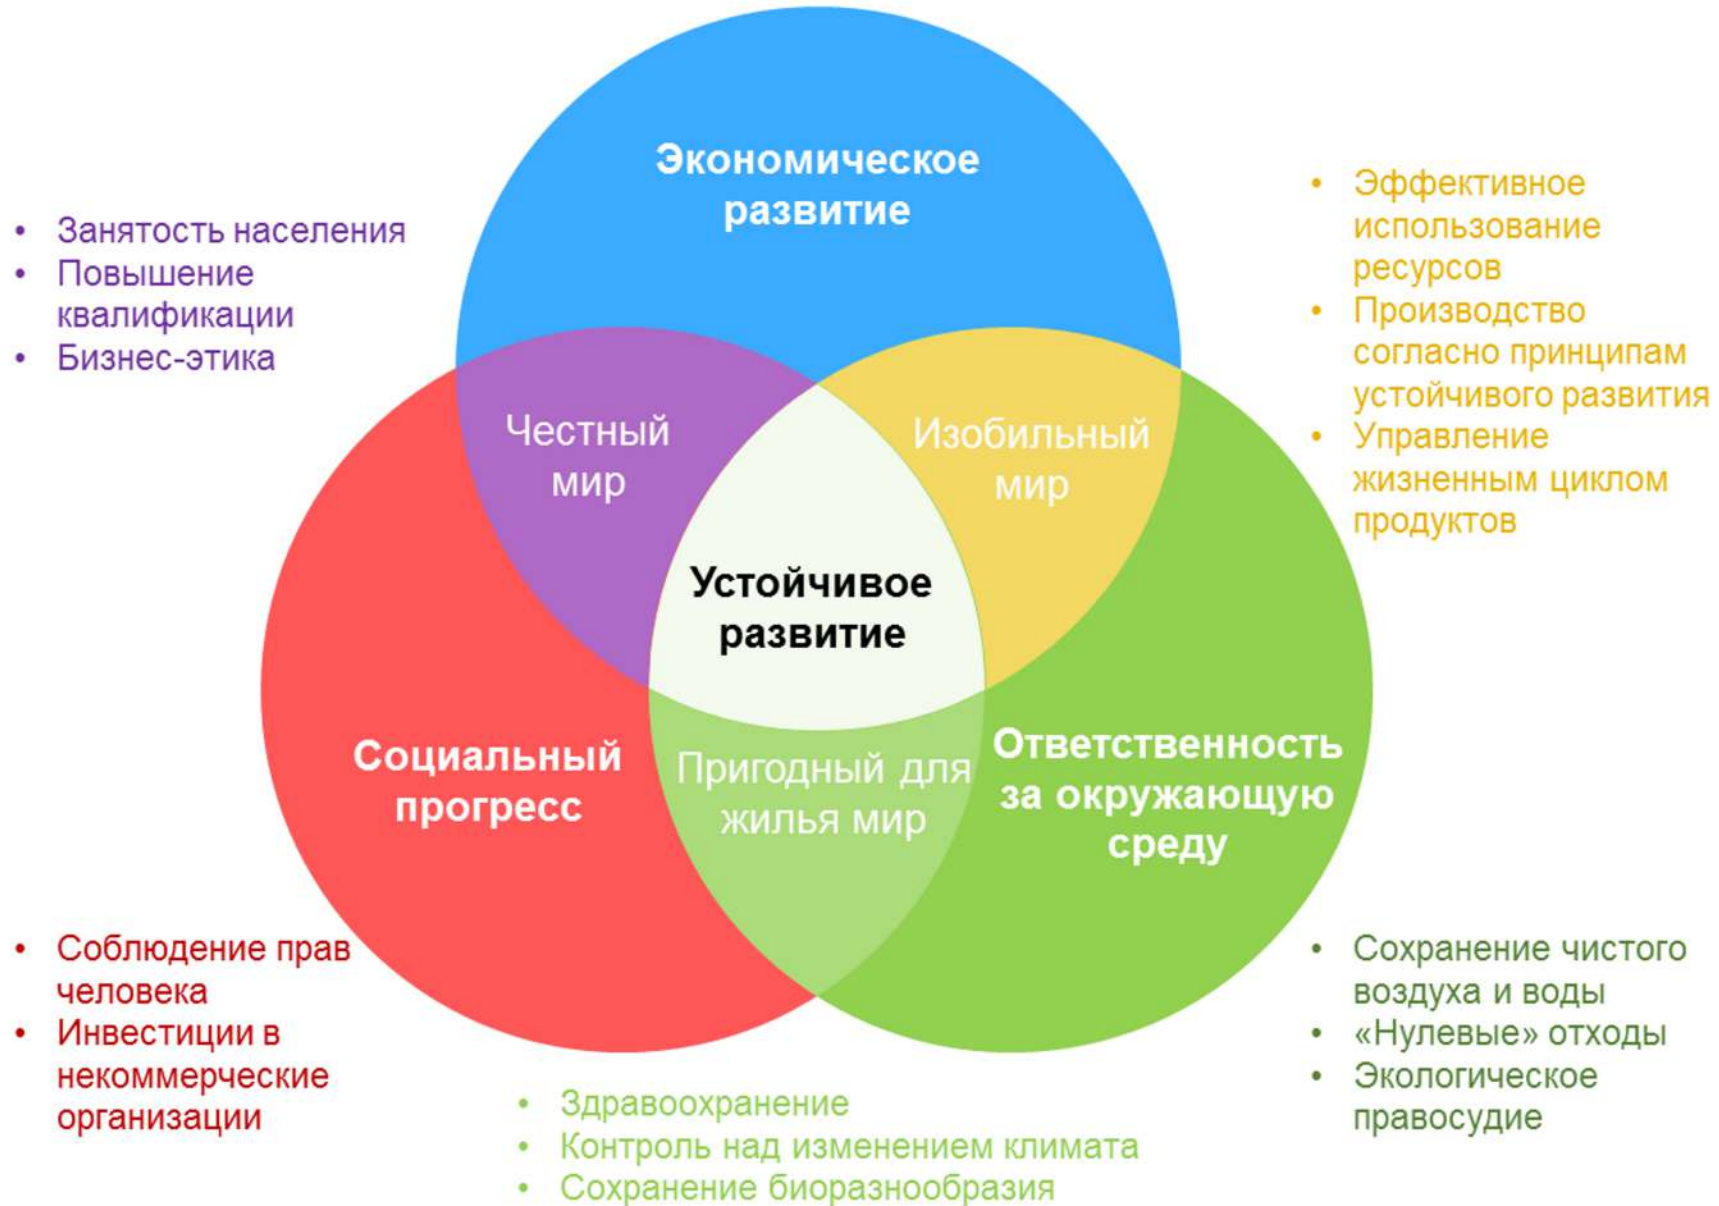 Экономическое
развитие
• Занятость населения
• Повышение
квалификации
• Бизнес-этика
• Эффективное
использование
ресурсов
• Производство
согласно принципам
устойчивого развития
• Управление
жизненным циклом
продуктов
Честный
мир
Изобильный
мир
Устойчивое
развитие
Социальный
прогресс
Пригодный для
жилья мир
Ответственность
за окружающую
среду
• Соблюдение прав
человека
• Инвестиции в
некоммерческие
организации
• Здравоохранение
• Контроль над изменением климата
• Сохранение биоразнообразия
• Сохранение чистого
воздуха и воды
• «Нулевые» отходы
• Экологическое
правосудие